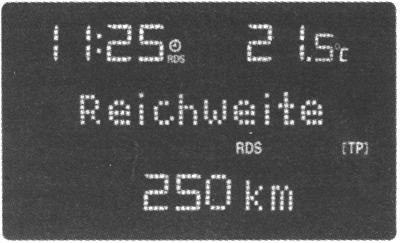 11:25 RDS 21.5°C
Reichweite
RDS [TP]
250 km